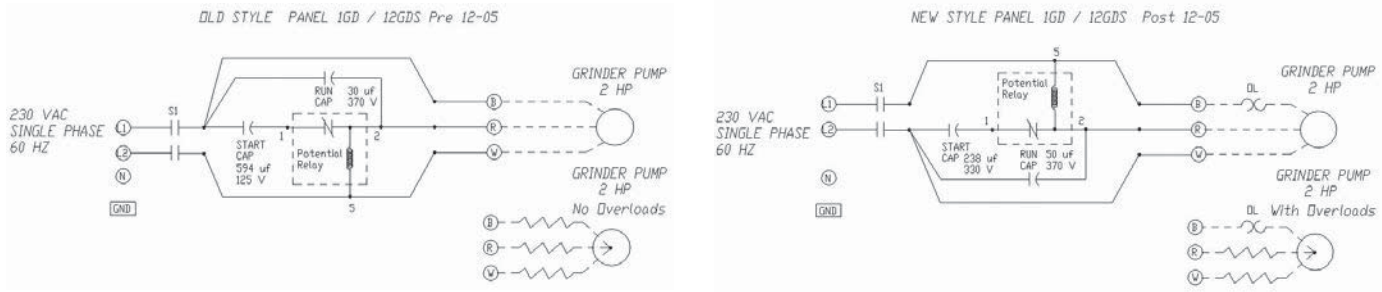 OLD STYLE PANEL 1GD / 12GDS Pre 12-05
GRINDER PUMP
2 HP
RUN CAP
30 uf
370 V
S1
B
230 VAC
SINGLE PHASE
60 HZ
L1
1
2
R
START
CAP
594 uf
125 V
Potential
Relay
L2
W
N
GRINDER PUMP
2 HP
No Overloads
GND
5
B
R
W
NEW STYLE PANEL 1GD / 12GDS Post 12-05
5
GRINDER PUMP
2 HP
Potential
Relay
OL
S1
L1
B
230 VAC
SINGLE PHASE
60 HZ
L2
1
2
R
START
CAP 238 uf
330 V
RUN CAP
50 uf
370 V
W
N
GRINDER PUMP
2 HP
With Overloads
GND
OL
B
R
W